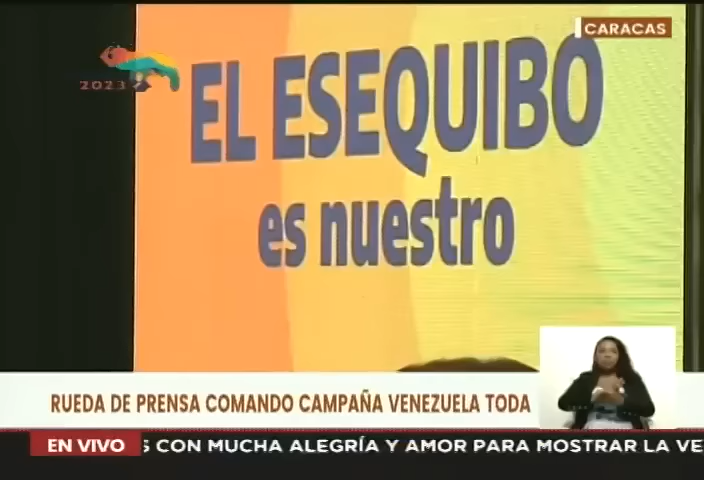 CARACAS
2023
EL ESEQUIBO
es nuestro
RUEDA DE PRENSA COMANDO CAMPAÑA VENEZUELA TODA
EN VIVO
CON MUCHA ALEGRÍA Y AMOR PARA MOSTRAR LA